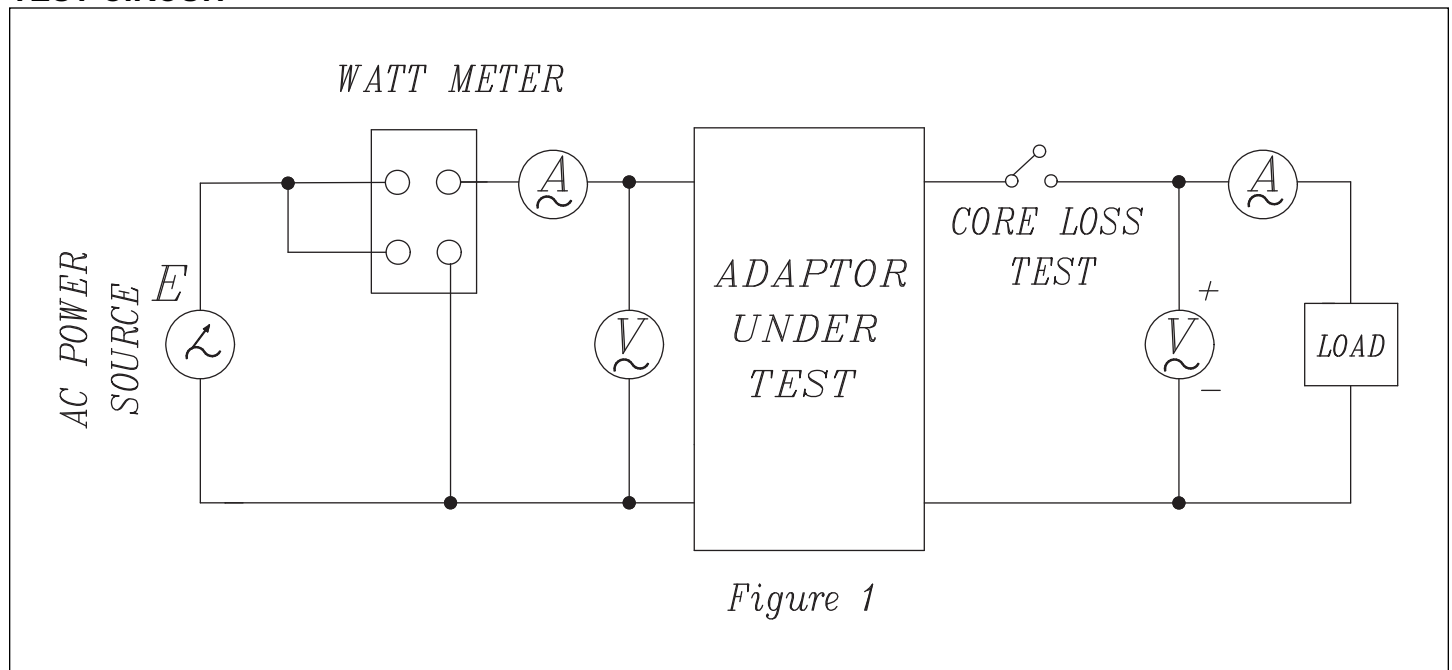 WATT METER
AC POWER
SOURCE
E
A
V
ADAPTOR
UNDER
TEST
CORE LOSS
TEST
A
V
+
-
LOAD
Figure 1